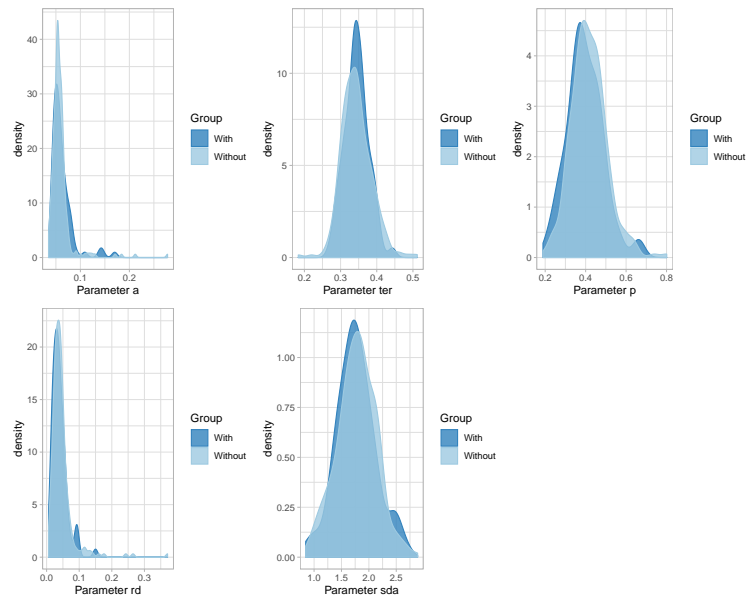 density
40
30
20
10
0
0.1
0.2
Parameter a
Group
With
Without
density
10
5
0
0.2
0.3
0.4
0.5
Parameter ter
Group
With
Without
density
4
3
2
1
0
0.2
0.4
0.6
0.8
Parameter p
Group
With
Without
density
20
15
10
5
0
0.0
0.1
0.2
0.3
Parameter rd
Group
With
Without
density
1.00
0.75
0.50
0.25
0.00
1.0
1.5
2.0
2.5
Parameter sda
Group
With
Without